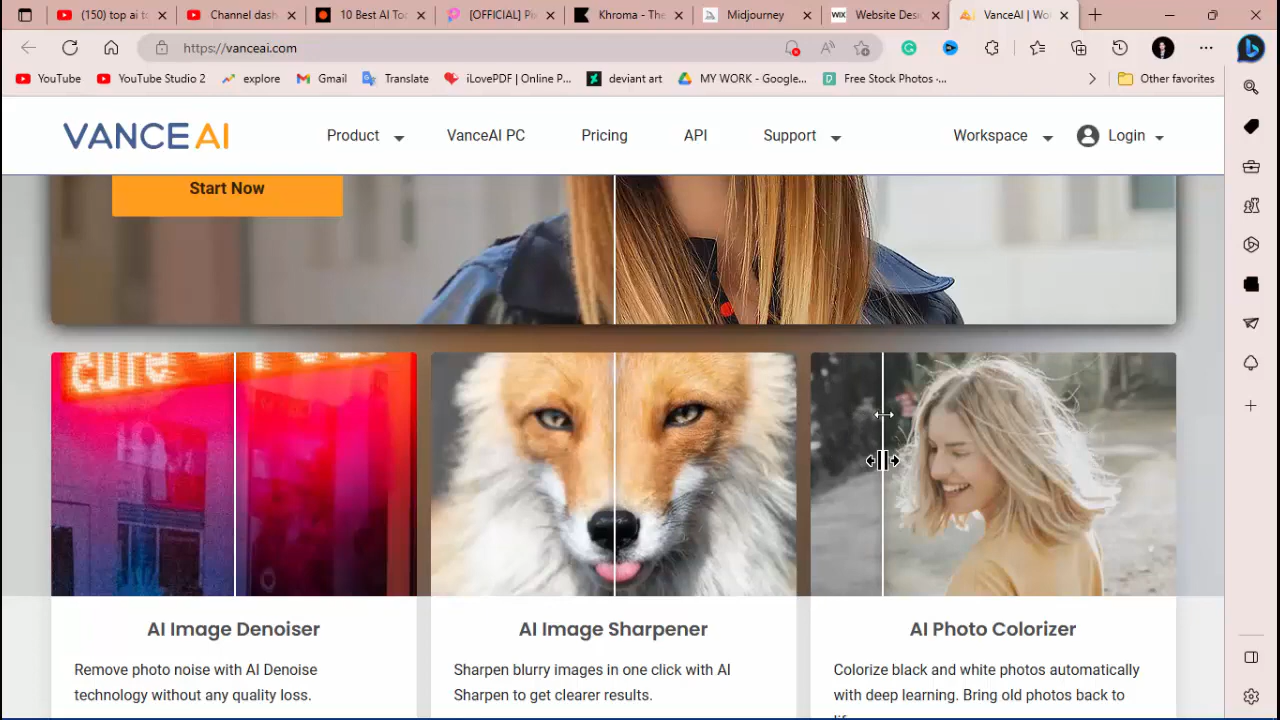 (150) top ai to
Channel dash
10 Best AI Too
[OFFICIAL] Pix
Khroma - The
Midjourney
WIX
Website Desi
VanceAI | Wo
https://vanceai.com
YouTube
YouTube Studio 2
explore
Gmail
Translate
iLovePDF | Online P...
deviant art
MY WORK - Google...
Free Stock Photos ·...
Other favorites
VANCE AI
Product
VanceAI PC
Pricing
API
Support
Workspace
Login
Start Now
cure
AI Image Denoiser
AI Image Sharpener
AI Photo Colorizer
Remove photo noise with AI Denoise
technology without any quality loss.
Sharpen blurry images in one click with AI
Sharpen to get clearer results.
Colorize black and white photos automatically
with deep learning. Bring old photos back to